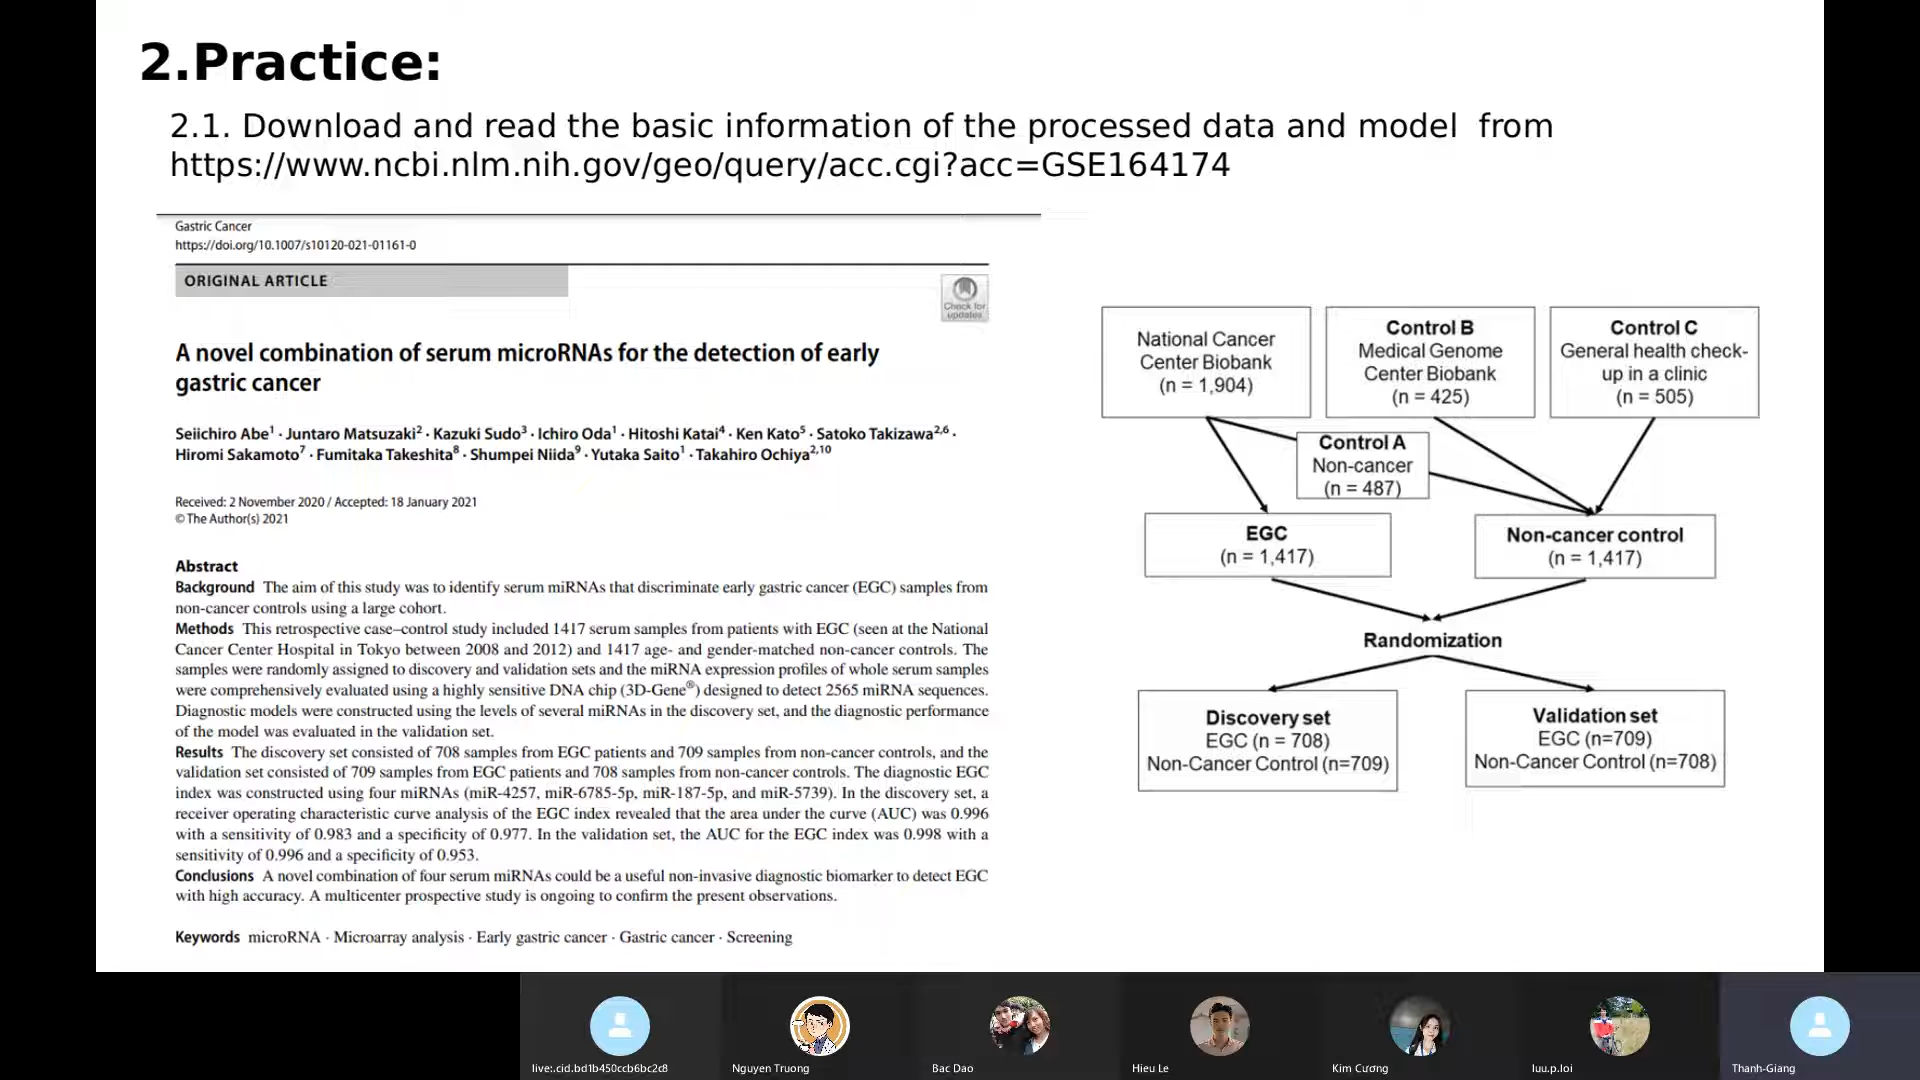 2.Practice:
2.1. Download and read the basic information of the processed data and model from
https://www.ncbi.nlm.nih.gov/geo/query/acc.cgi?acc=GSE164174
Gastric Cancer
https://doi.org/10.1007/s10120-021-01161-0
ORIGINAL ARTICLE
Check for
updates
A novel combination of serum microRNAs for the detection of early
gastric cancer
Seiichiro Abe1 · Juntaro Matsuzaki2 · Kazuki Sudo3 · Ichiro Oda1 · Hitoshi Katai4 · Ken Kato5 · Satoko Takizawa2,6 ·
Hiromi Sakamoto7 · Fumitaka Takeshita8 · Shumpei Niida9 · Yutaka Saito1 · Takahiro Ochiya2,10
Received: 2 November 2020 / Accepted: 18 January 2021
© The Author(s) 2021
Abstract
Background The aim of this study was to identify serum miRNAs that discriminate early gastric cancer (EGC) samples from
non-cancer controls using a large cohort.
Methods This retrospective case–control study included 1417 serum samples from patients with EGC (seen at the National
Cancer Center Hospital in Tokyo between 2008 and 2012) and 1417 age- and gender-matched non-cancer controls. The
samples were randomly assigned to discovery and validation sets and the miRNA expression profiles of whole serum samples
were comprehensively evaluated using a highly sensitive DNA chip (3D-Gene®) designed to detect 2565 miRNA sequences.
Diagnostic models were constructed using the levels of several miRNAs in the discovery set, and the diagnostic performance
of the model was evaluated in the validation set.
Results The discovery set consisted of 708 samples from EGC patients and 709 samples from non-cancer controls, and the
validation set consisted of 709 samples from EGC patients and 708 samples from non-cancer controls. The diagnostic EGC
index was constructed using four miRNAs (miR-4257, miR-6785-5p, miR-187-5p, and miR-5739). In the discovery set, a
receiver operating characteristic curve analysis of the EGC index revealed that the area under the curve (AUC) was 0.996
with a sensitivity of 0.983 and a specificity of 0.977. In the validation set, the AUC for the EGC index was 0.998 with a
sensitivity of 0.996 and a specificity of 0.953.
Conclusions A novel combination of four serum miRNAs could be a useful non-invasive diagnostic biomarker to detect EGC
with high accuracy. A multicenter prospective study is ongoing to confirm the present observations.
Keywords microRNA · Microarray analysis · Early gastric cancer · Gastric cancer · Screening
National Cancer
Center Biobank
(n = 1,904)
Control B
Medical Genome
Center Biobank
(n = 425)
Control C
General health check-
up in a clinic
(n = 505)
Control A
Non-cancer
(n = 487)
EGC
(n = 1,417)
Non-cancer control
(n = 1,417)
Randomization
Discovery set
EGC (n = 708)
Non-Cancer Control (n=709)
Validation set
EGC (n=709)
Non-Cancer Control (n=708)
live:.cid.bd1b450ccb6bc2c8
Nguyen Truong
Bac Dao
Hieu Le
Kim Cương
luu.p.loi
Thanh-Giang